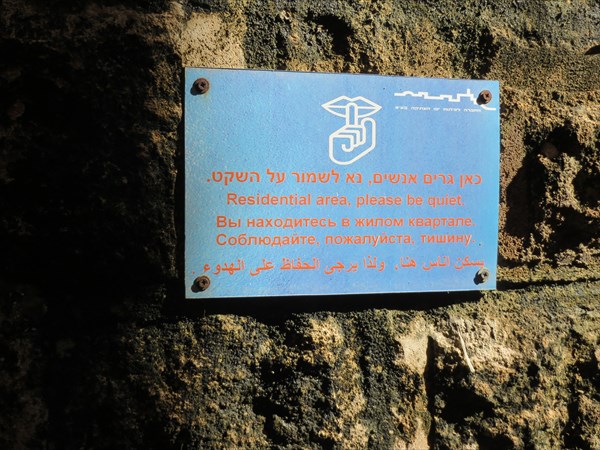 כאן גרים אנשים. נא לשמור על השקט.
Residential area, please be quiet.
Вы находитесь в жилом квартале.
Соблюдайте, пожалуйста, тишину.
يسكن الناس هنا, ولذا يرجى الحفاظ على الهدوء.